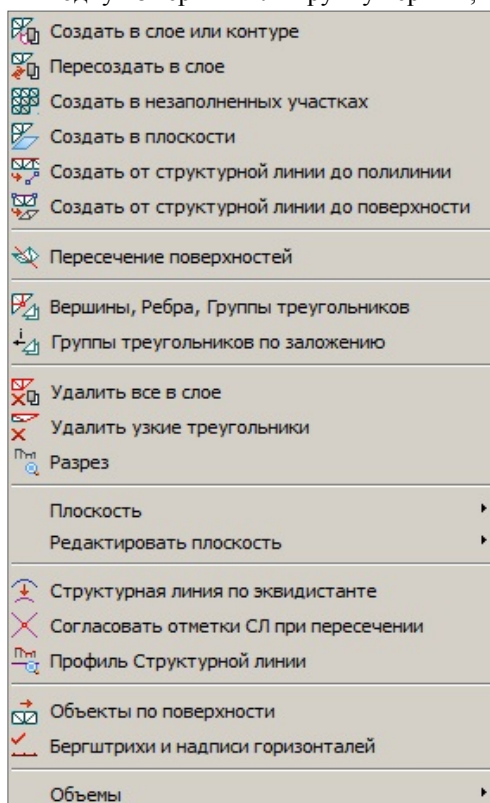 Создать в слое или контуре
Пересоздать в слое
Создать в незаполненных участках
Создать в плоскости
Создать от структурной линии до полилинии
Создать от структурной линии до поверхности
Пересечение поверхностей
Вершины, Ребра, Группы треугольников
Группы треугольников по заложению
Удалить все в слое
Удалить узкие треугольники
Разрез
Плоскость
Редактировать плоскость
Структурная линия по эквидистанте
Согласовать отметки СЛ при пересечении
Профиль Структурной линии
Объекты по поверхности
Бергштрихи и надписи горизонталей
Объемы